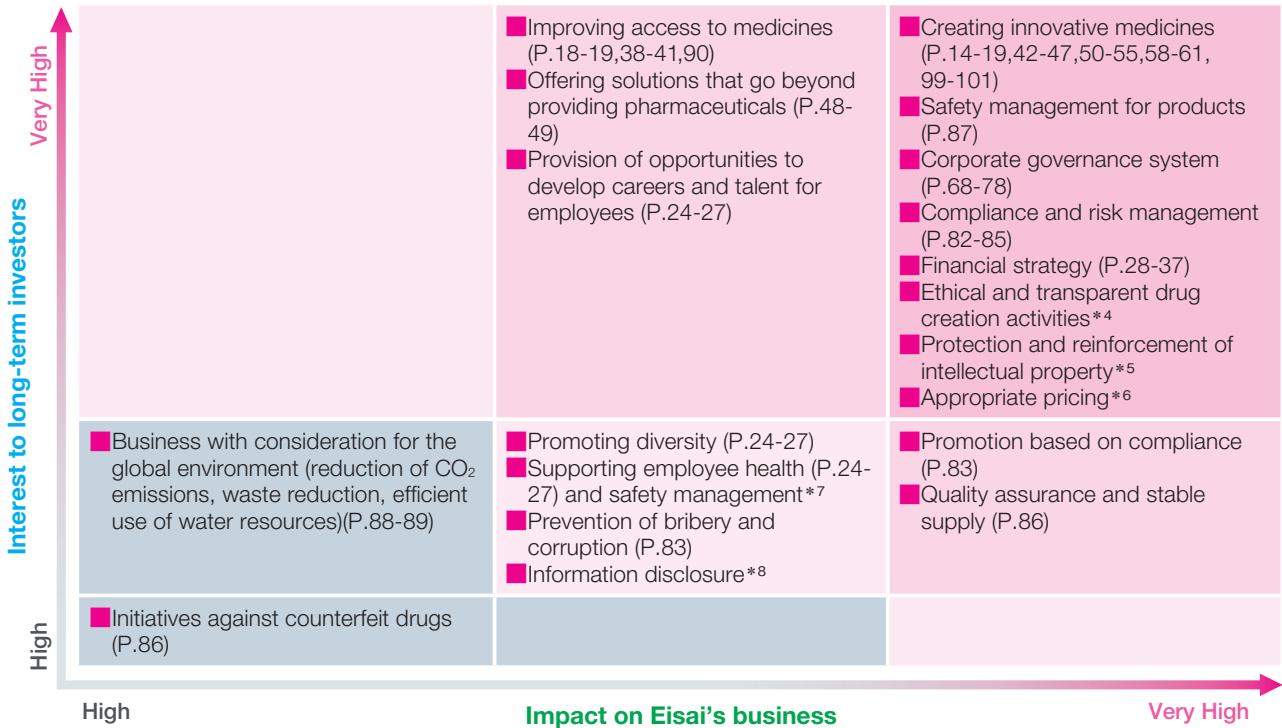 Very High
Interest to long-term investors
High
■Improving access to medicines
(P.18-19,38-41,90)
■Offering solutions that go beyond
providing pharmaceuticals (P.48-
49)
■Provision of opportunities to
develop careers and talent for
employees (P.24-27)
■Creating innovative medicines
(P.14-19,42-47,50-55,58-61,
99-101)
■Safety management for products
(P.87)
■Corporate governance system
(P.68-78)
■Compliance and risk management
(P.82-85)
■Financial strategy (P.28-37)
■Ethical and transparent drug
creation activities*4
■Protection and reinforcement of
intellectual property*5
■Appropriate pricing*6
■Business with consideration for the
global environment (reduction of CO₂
emissions, waste reduction, efficient
use of water resources)(P.88-89)
■Promoting diversity (P.24-27)
■Supporting employee health (P.24-
27) and safety management*7
■Prevention of bribery and
corruption (P.83)
■Information disclosure*8
■Promotion based on compliance
(P.83)
■Quality assurance and stable
supply (P.86)
■Initiatives against counterfeit drugs
(P.86)
High
Impact on Eisai's business
Very High